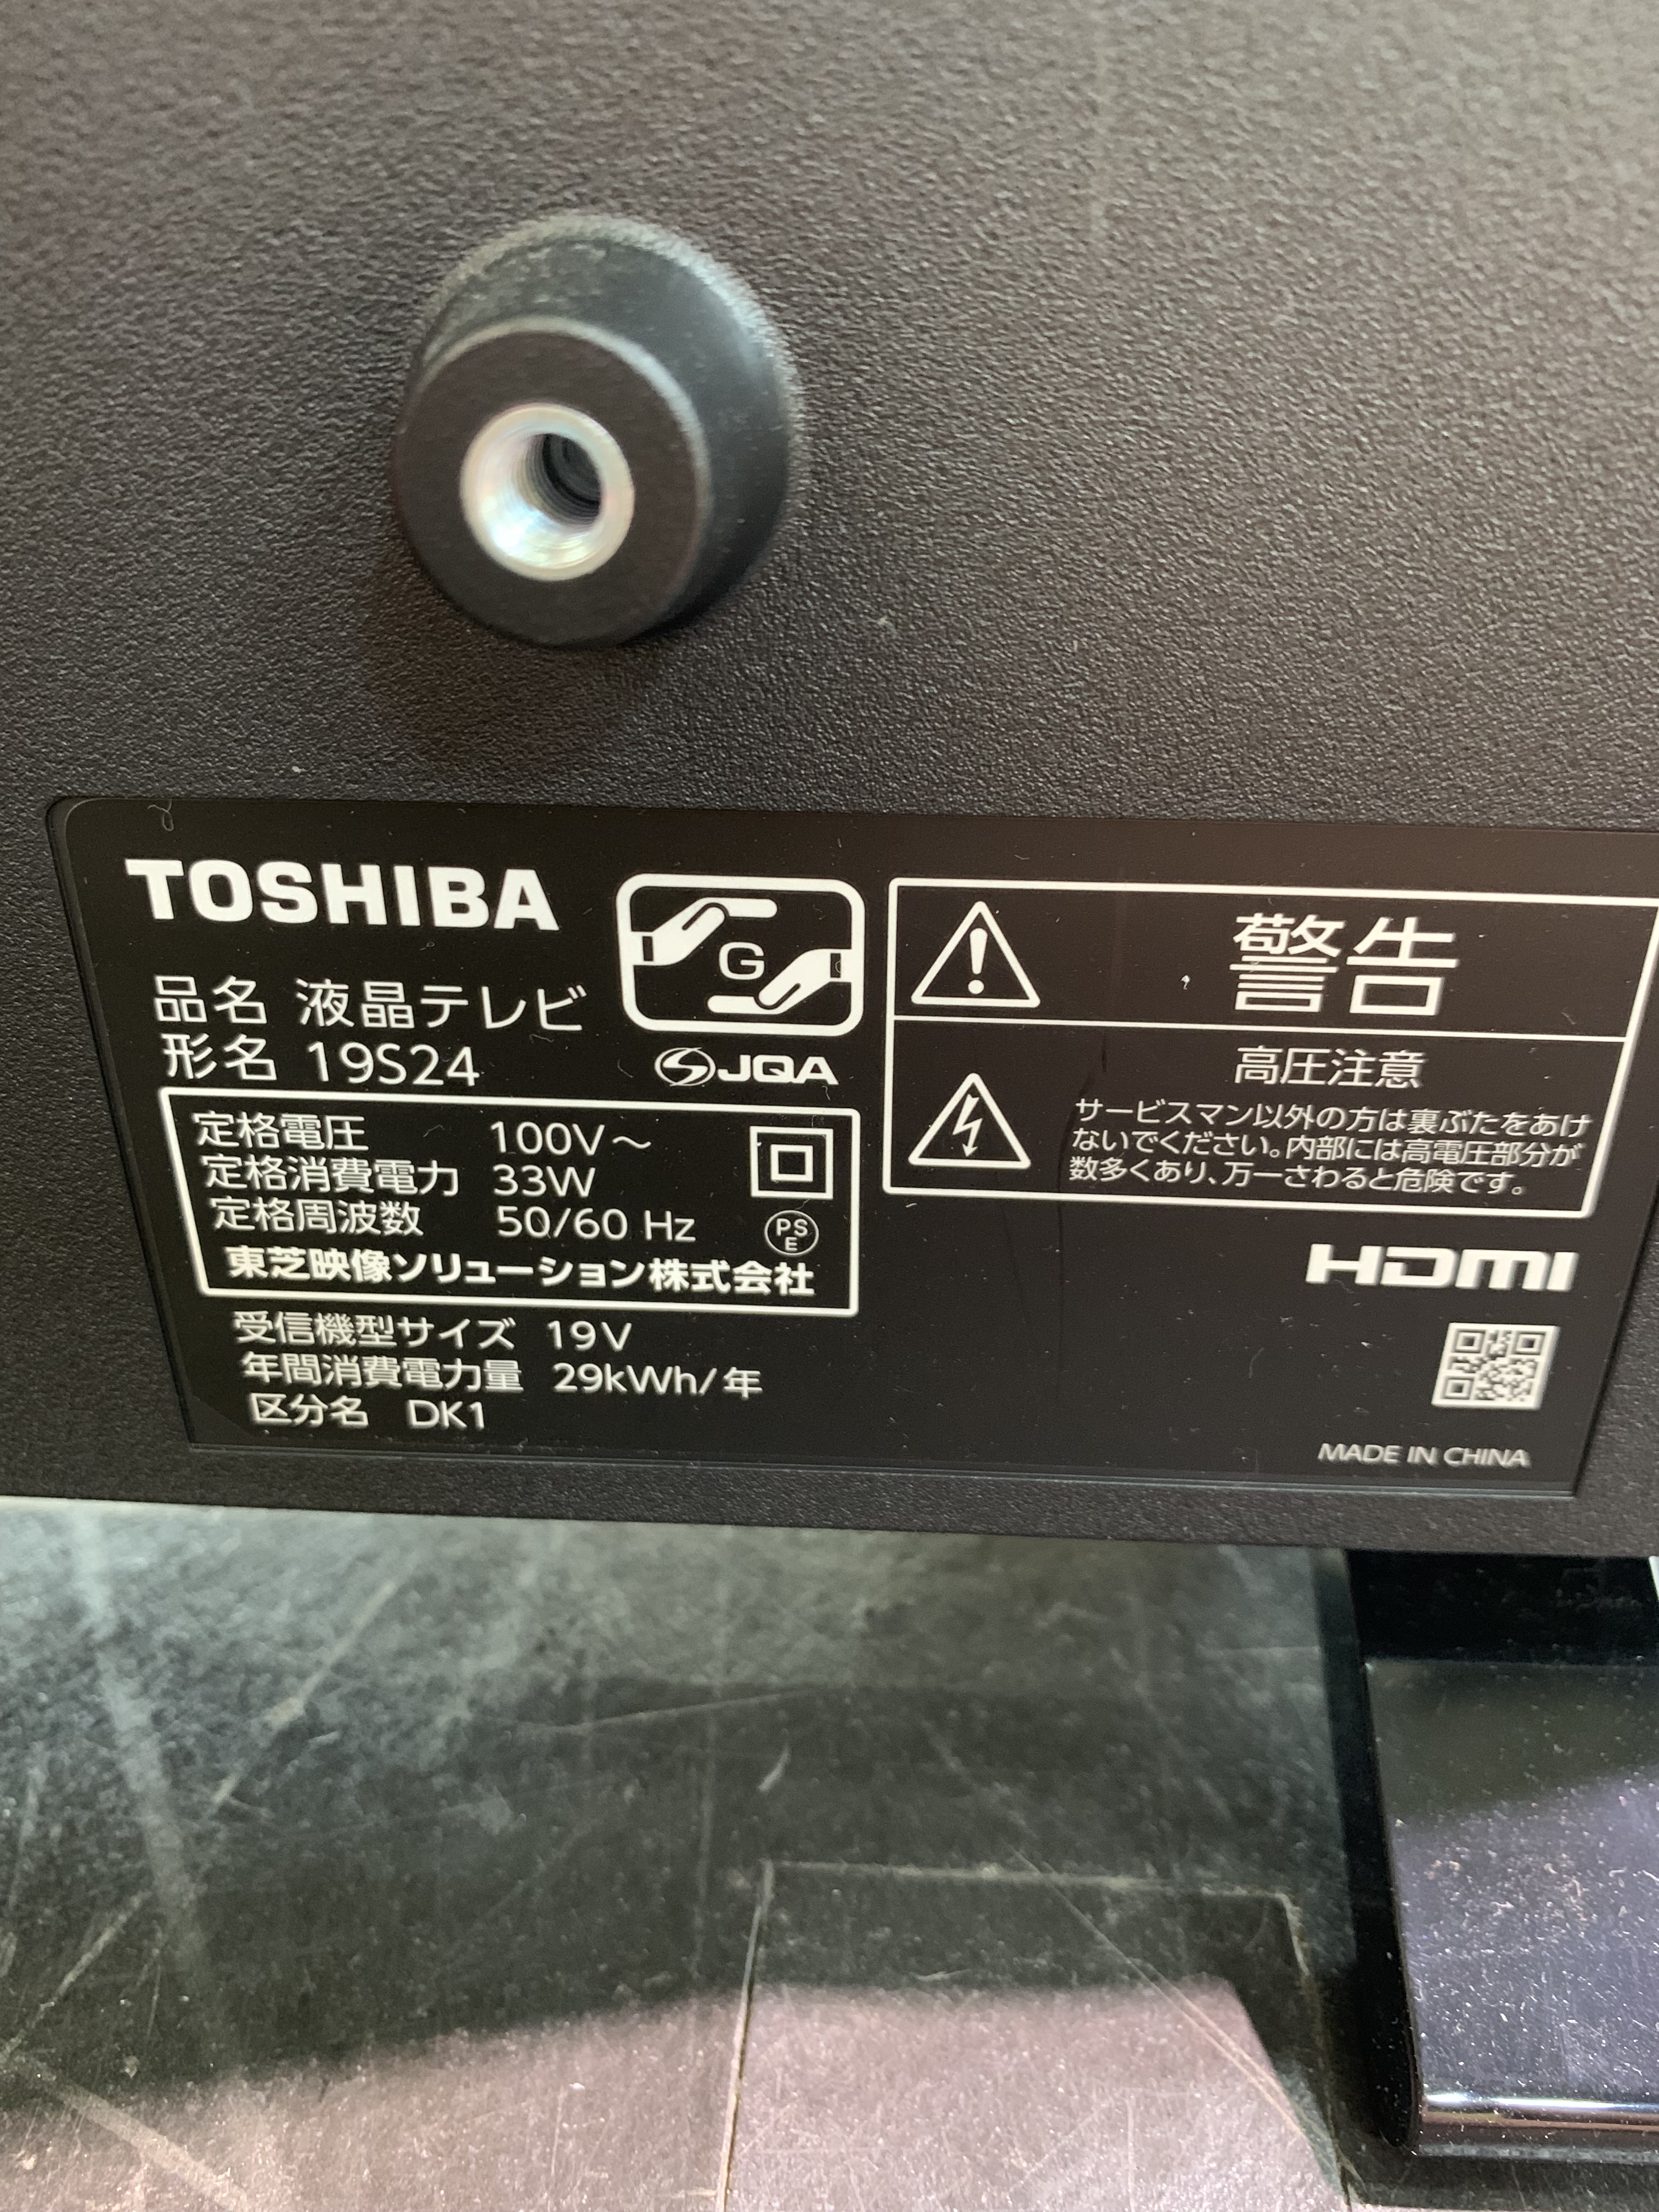 TOSHIBA
G
JQA
品名 液晶テレビ
形名 19S24
定格電圧 100V～
定格消費電力 33W
定格周波数 50/60 Hz
PS
E
東芝映像ソリューション株式会社
受信機型サイズ 19V
年間消費電力量 29kWh/年
区分名 DK1
警告
高圧注意
サービスマン以外の方は裏ぶたをあけ
ないでください。内部には高電圧部分が
数多くあり、万一さわると危険です。
HDMI
MADE IN CHINA